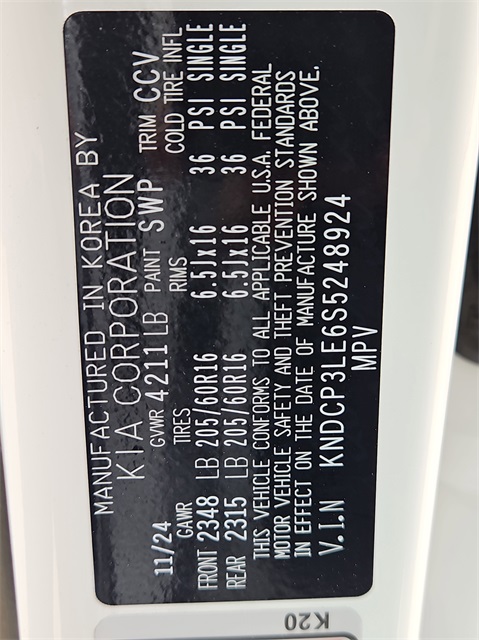 MANUFACTURED IN KOREA BY
KIA CORPORATION
11/24 GVWR 4211 LB PAINT SWP TRIM CCV
GAWR TIRES RIMS COLD TIRE INFL
FRONT 2348 LB 205/60R16 6.5Jx16 36 PSI SINGLE
REAR 2315 LB 205/60R16 6.5Jx16 36 PSI SINGLE
THIS VEHICLE CONFORMS TO ALL APPLICABLE U.S.A. FEDERAL
MOTOR VEHICLE SAFETY AND THEFT PREVENTION STANDARDS
IN EFFECT ON THE DATE OF MANUFACTURE SHOWN ABOVE.
V.I.N KNDCP3LE6S5248924
MPV
K20